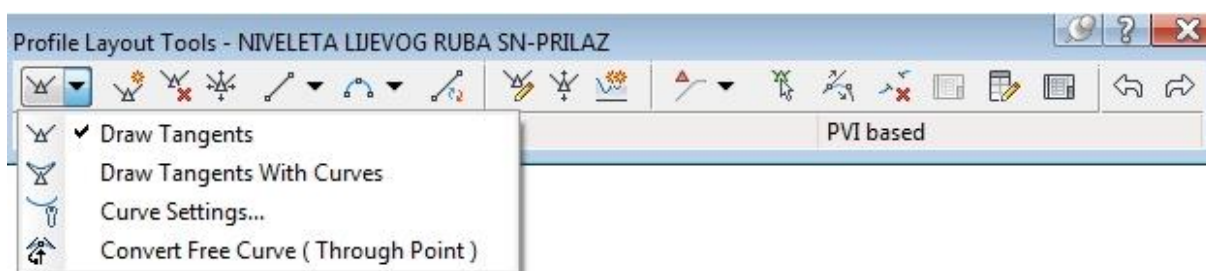 Profile Layout Tools - NIVELETA LIJEVOG RUBA SN-PRILAZ
PVI based
Draw Tangents
Draw Tangents With Curves
Curve Settings...
Convert Free Curve ( Through Point )